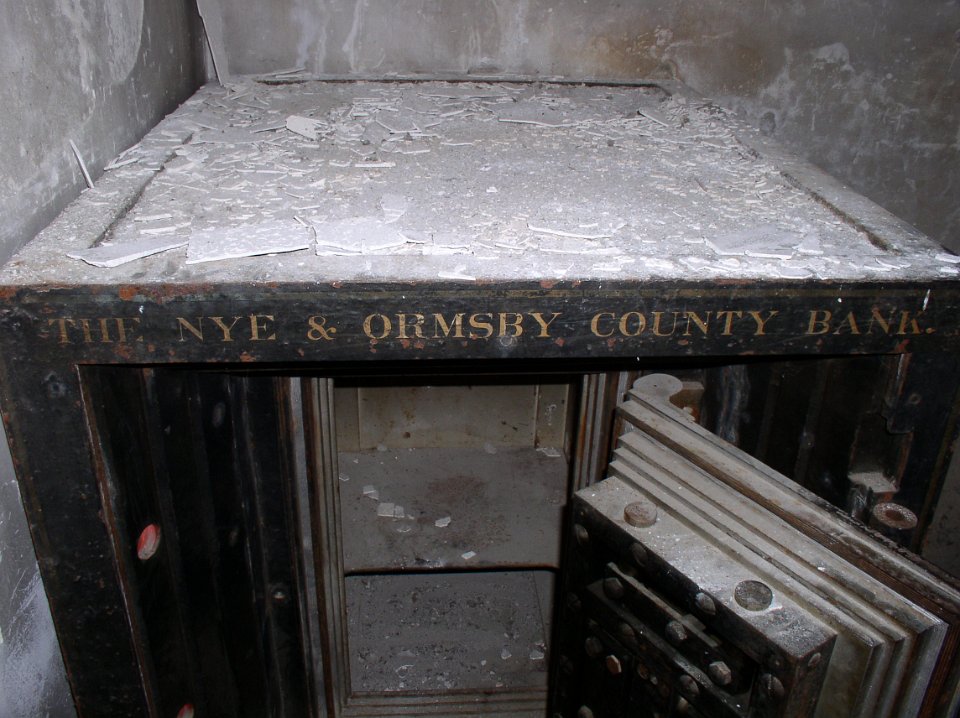 THE NYE & ORMSBY COUNTY BANK.